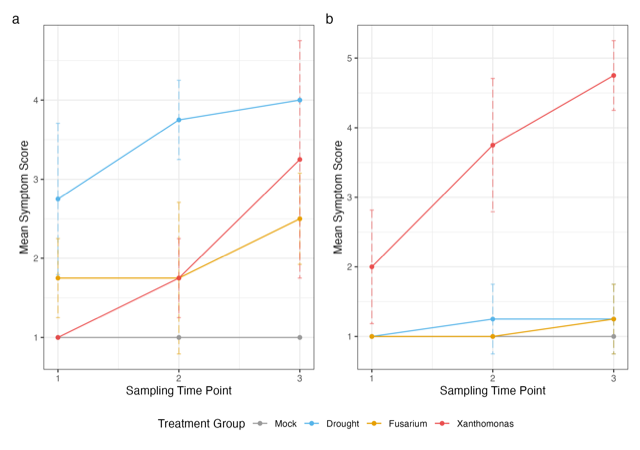 a
b
Mean Symptom Score
4
3
2
1
1 2 3
Sampling Time Point
Mean Symptom Score
5
4
3
2
1
1 2 3
Sampling Time Point
Treatment Group Mock Drought Fusarium Xanthomonas